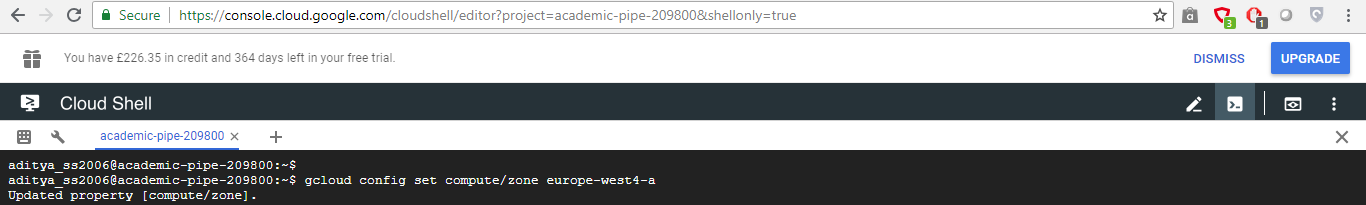 Secure | https://console.cloud.google.com/cloudshell/editor?project=academic-pipe-209800&shellonly=true
a 3 1
You have £226.35 in credit and 364 days left in your free trial. DISMISS UPGRADE
Cloud Shell
academic-pipe-209800 × +
aditya_ss2006@academic-pipe-209800:~$
aditya_ss2006@academic-pipe-209800:~$ gcloud config set compute/zone europe-west4-a
Updated property [compute/zone].